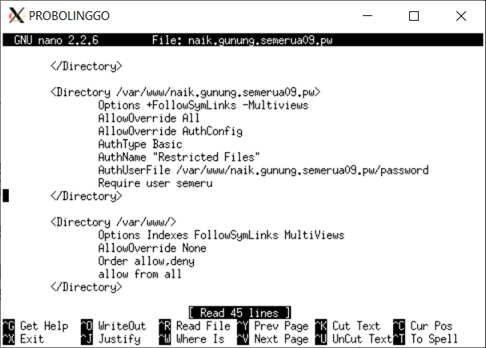 PROBOLINGGO
GNU nano 2.2.6 File: naik.gunung.semerua09.pw
</Directory>
<Directory /var/www/naik.gunung.semerua09.pw>
Options +FollowSymLinks -Multiviews
AllowOverride All
AllowOverride AuthConfig
AuthType Basic
AuthName "Restricted Files"
AuthUserFile /var/www/naik.gunung.semerua09.pw/password
Require user semeru
</Directory>
<Directory /var/www/>
Options Indexes FollowSymLinks MultiViews
AllowOverride None
Order allow,deny
allow from all
</Directory>
[ Read 45 lines ]
^G Get Help ^O WriteOut ^R Read File ^Y Prev Page ^K Cut Text ^C Cur Pos
^X Exit ^J Justify ^W Where Is ^V Next Page ^U UnCut Text ^T To Spell